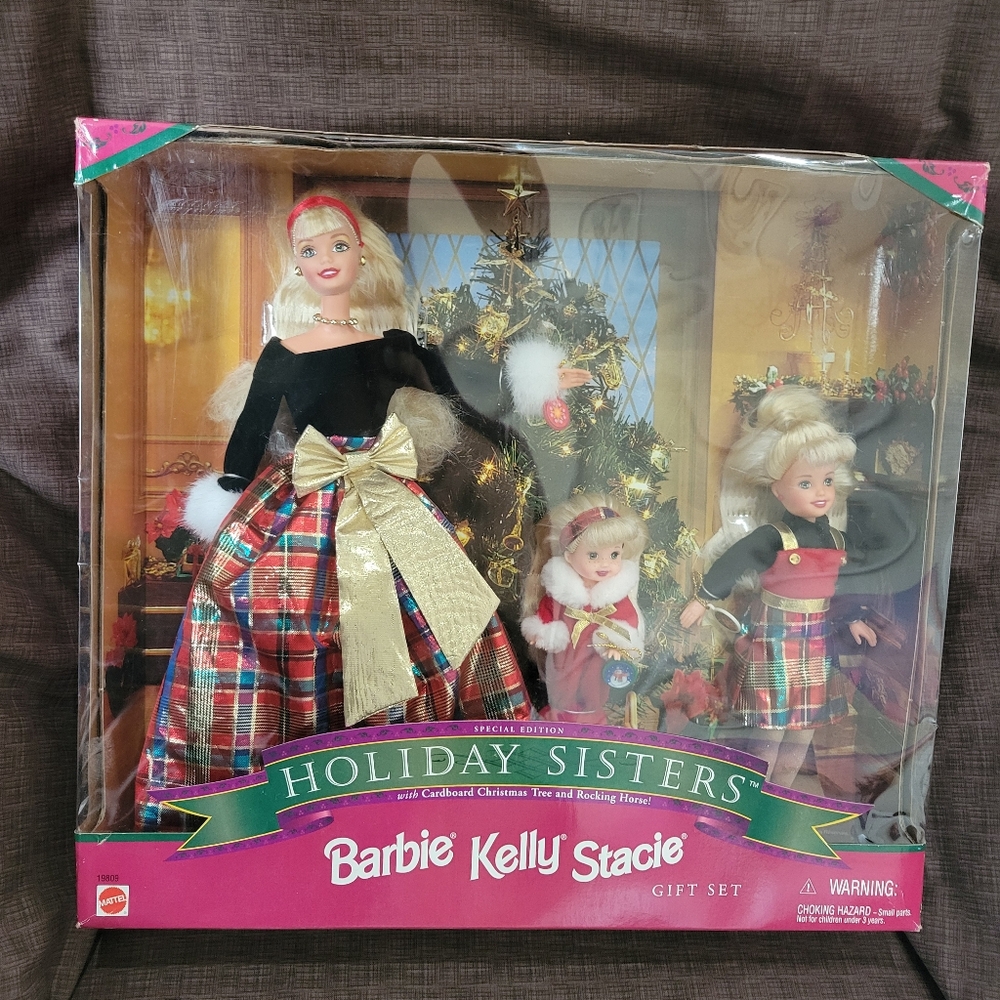 SPECIAL EDITION
HOLIDAY SISTERS™
with Cardboard Christmas Tree and Rocking Horse!
Barbie® Kelly® Stacie®
GIFT SET
19809
MATTEL
⚠ WARNING:
CHOKING HAZARD – Small parts.
Not for children under 3 years.